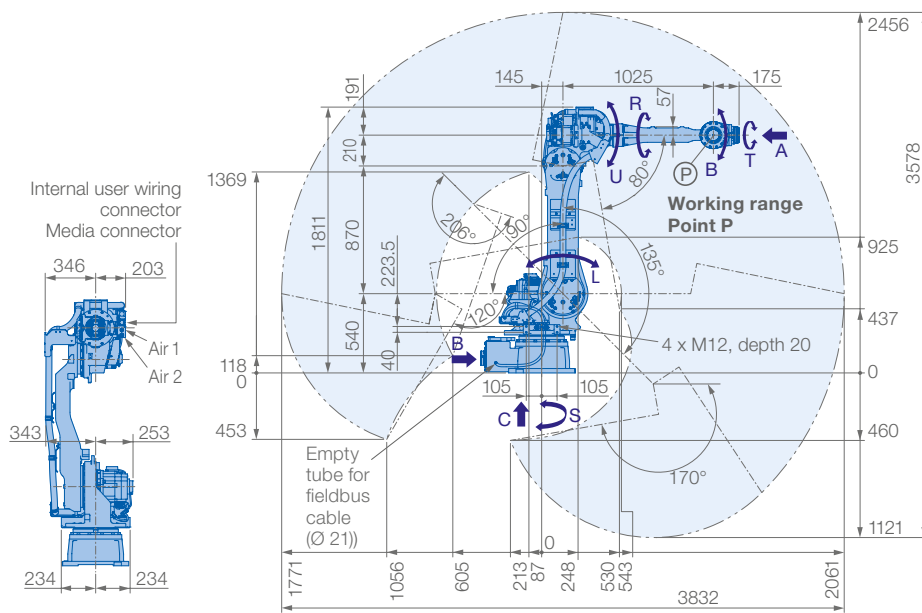 2456
145
1025
175
191
57
R
210
U
B
T
A
80°
P
3578
1369
Internal user wiring
connector
Media connector
1811
870
206°
90°
Working range
Point P
346
203
223.5
135°
925
L
120°
437
540
Air 1
Air 2
40
B
4 x M12, depth 20
118
0
0
105
105
C
S
453
460
343
253
Empty
tube for
fieldbus
cable
(Ø 21))
170°
1121
0
234
234
1771
1056
605
213
87
248
530
543
2061
3832